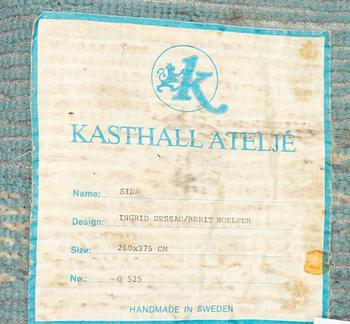 k
KASTHALL ATELJÉ
Name: SIDA
Design: INGRID DESSAU/BERIT WOELFER
Size: 260x375 CM
No.: G 525
HANDMADE IN SWEDEN